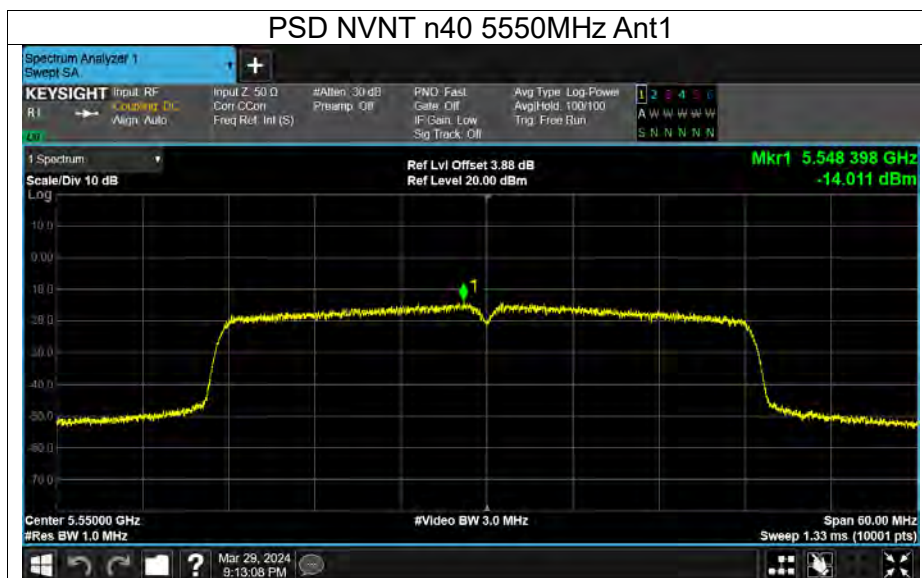 PSD NVNT n40 5550MHz Ant1
Spectrum Analyzer 1
Swept SA
+
KEYSIGHT Input: RF Input Z: 50 Ω #Atten: 30 dB PNO: Fast Avg Type: Log-Power 1 2 3 4 5 6
R L Coupling: DC Corr CCorr Preamp: Off Gate: Off Avg|Hold: 100/100 A W W W W W
Align: Auto Freq Ref: Int (S) IF Gain: Low Trig: Free Run
Sig Track: Off S N N N N N
1 Spectrum Ref Lvl Offset 3.88 dB Mkr1 5.548 398 GHz
Scale/Div 10 dB Ref Level 20.00 dBm -14.011 dBm
Log
10.0
0.00
-10.0
1
-20.0
-30.0
-40.0
-50.0
-60.0
-70.0
Center 5.55000 GHz #Video BW 3.0 MHz Span 60.00 MHz
#Res BW 1.0 MHz Sweep 1.33 ms (10001 pts)
? Mar 29, 2024
9:13:08 PM